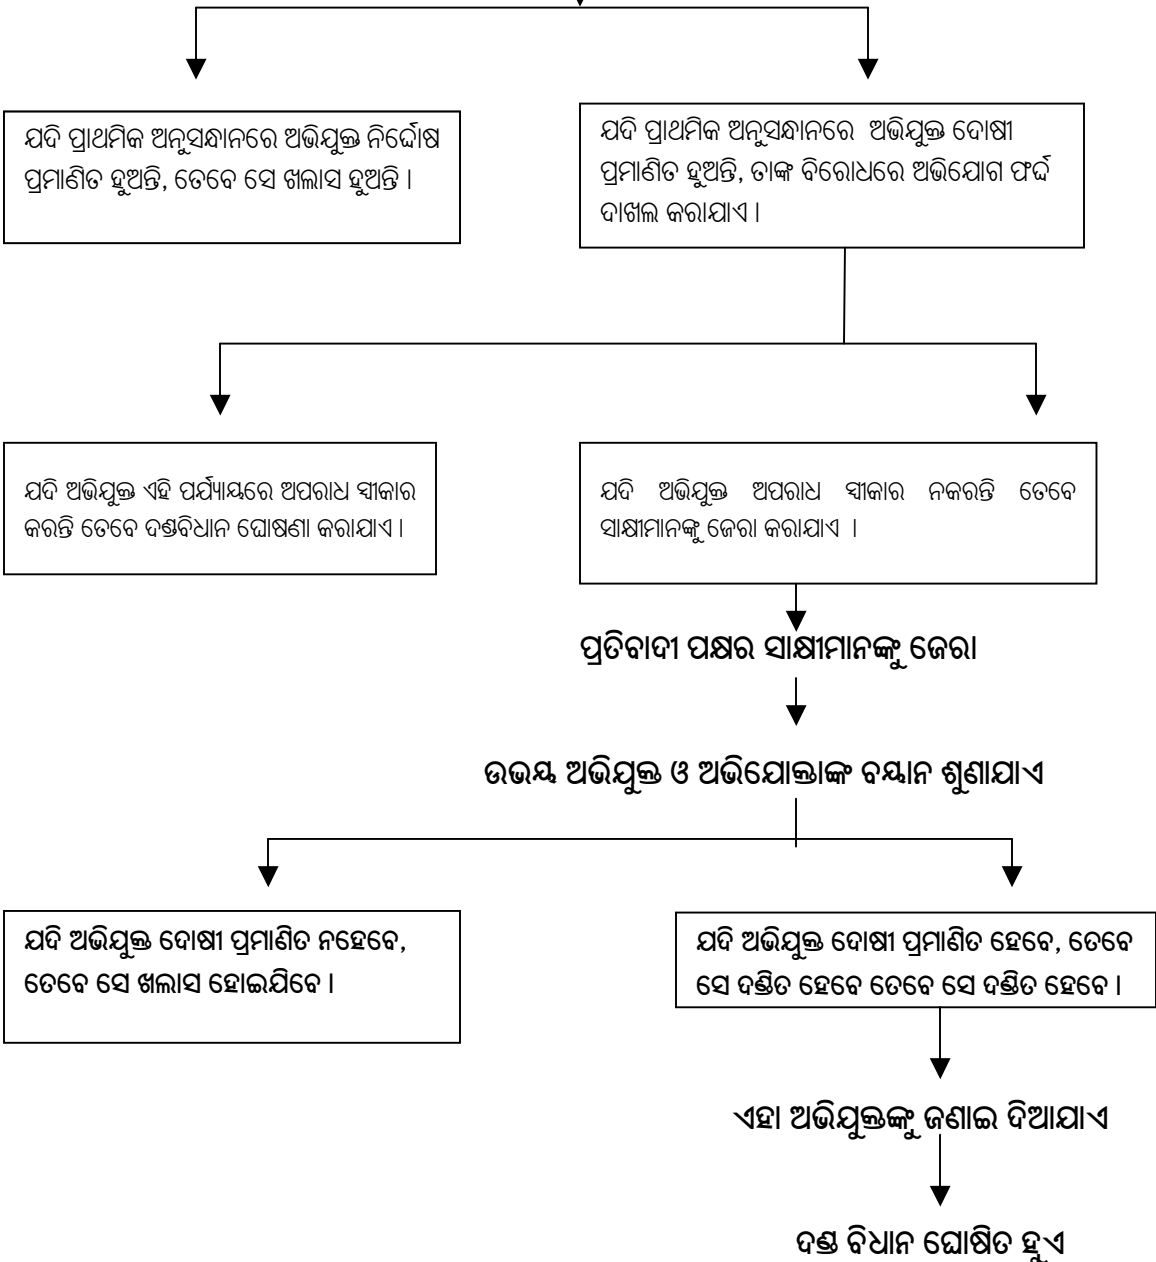 ଯଦି ପ୍ରାଥମିକ ଅନୁସନ୍ଧାନରେ ଅଭିଯୁକ୍ତ ନିର୍ଦ୍ଦୋଷ
ପ୍ରମାଣିତ ହୁଅନ୍ତି, ତେବେ ସେ ଖଲାସ ହୁଅନ୍ତି ।
ଯଦି ପ୍ରାଥମିକ ଅନୁସନ୍ଧାନରେ ଅଭିଯୁକ୍ତ ଦୋଷୀ
ପ୍ରମାଣିତ ହୁଅନ୍ତି, ତାଙ୍କ ବିରୋଧରେ ଅଭିଯୋଗ ଫର୍ଦ୍ଦ
ଦାଖଲ କରାଯାଏ ।
ଯଦି ଅଭିଯୁକ୍ତ ଏହି ପର୍ଯ୍ୟାୟରେ ଅପରାଧ ସ୍ୱୀକାର
କରନ୍ତି ତେବେ ଦଣ୍ଡବିଧାନ ଘୋଷଣା କରାଯାଏ ।
ଯଦି ଅଭିଯୁକ୍ତ ଅପରାଧ ସ୍ୱୀକାର ନକରନ୍ତି ତେବେ
ସାକ୍ଷୀମାନଙ୍କୁ ଜେରା କରାଯାଏ ।
ପ୍ରତିବାଦୀ ପକ୍ଷର ସାକ୍ଷୀମାନଙ୍କୁ ଜେରା
ଉଭୟ ଅଭିଯୁକ୍ତ ଓ ଅଭିଯୋକ୍ତାଙ୍କ ବୟାନ ଶୁଣାଯାଏ
ଯଦି ଅଭିଯୁକ୍ତ ଦୋଷୀ ପ୍ରମାଣିତ ନହେବେ,
ତେବେ ସେ ଖଲାସ ହୋଇଯିବେ ।
ଯଦି ଅଭିଯୁକ୍ତ ଦୋଷୀ ପ୍ରମାଣିତ ହେବେ, ତେବେ
ସେ ଦଣ୍ଡିତ ହେବେ ତେବେ ସେ ଦଣ୍ଡିତ ହେବେ ।
ଏହା ଅଭିଯୁକ୍ତଙ୍କୁ ଜଣାଇ ଦିଆଯାଏ
ଦଣ୍ଡ ବିଧାନ ଘୋଷିତ ହୁଏ